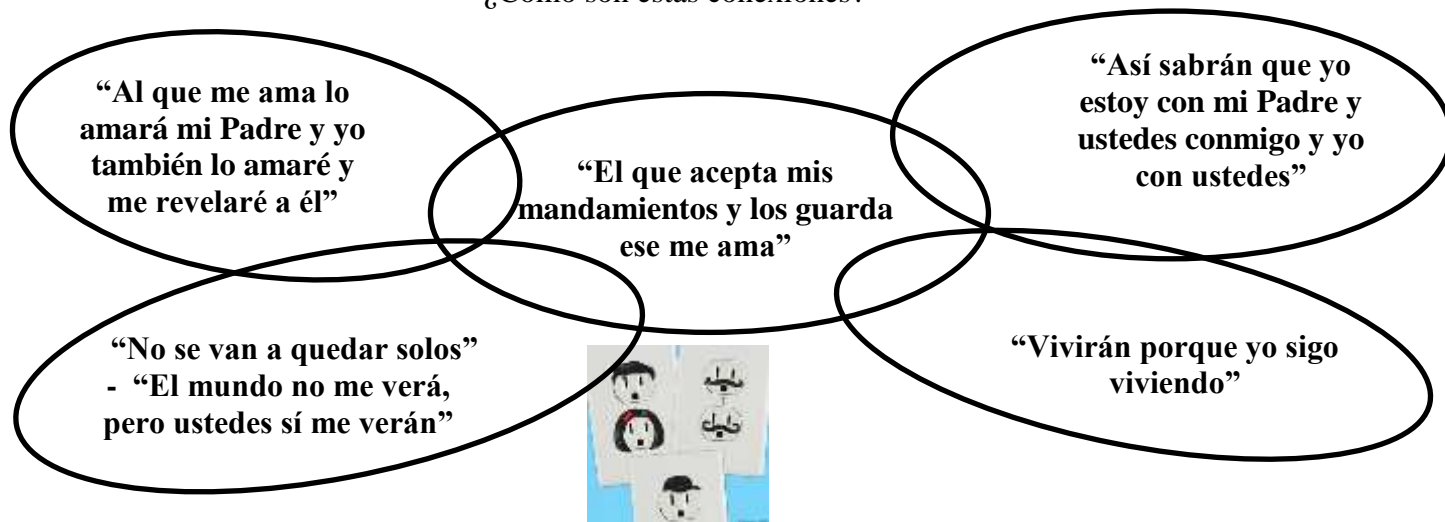 ¿Cómo son estas conexiones?
“Al que me ama lo
amará mi Padre y yo
también lo amaré y
me revelaré a él”
“El que acepta mis
mandamientos y los guarda
ese me ama”
“Así sabrán que yo
estoy con mi Padre y
ustedes conmigo y yo
con ustedes”
“No se van a quedar solos”
- “El mundo no me verá,
pero ustedes sí me verán”
“Vivirán porque yo sigo
viviendo”